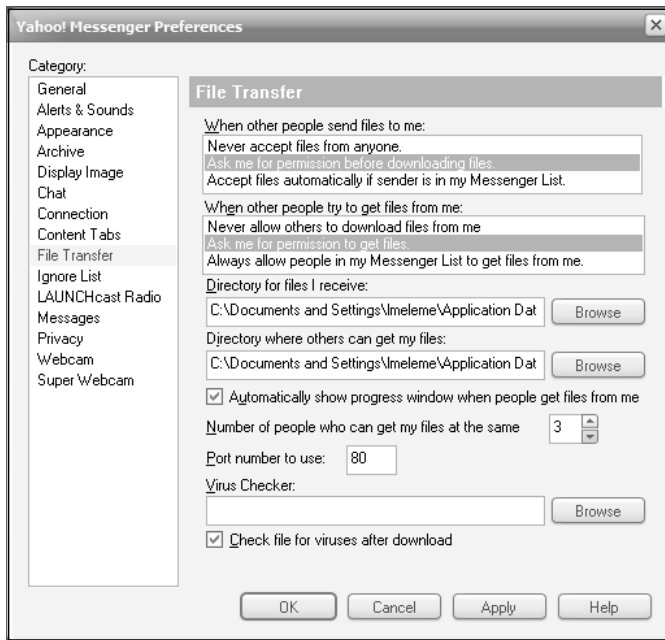 Yahoo! Messenger Preferences
Category:
General
Alerts & Sounds
Appearance
Archive
Display Image
Chat
Connection
Content Tabs
File Transfer
Ignore List
LAUNCHcast Radio
Messages
Privacy
Webcam
Super Webcam
File Transfer
When other people send files to me:
Never accept files from anyone.
Ask me for permission before downloading files.
Accept files automatically if sender is in my Messenger List.
When other people try to get files from me:
Never allow others to download files from me
Ask me for permission to get files.
Always allow people in my Messenger List to get files from me.
Directory for files I receive:
C:\Documents and Settings\lmeleme\Application Dat
Browse
Directory where others can get my files:
C:\Documents and Settings\lmeleme\Application Dat
Browse
Automatically show progress window when people get files from me
Number of people who can get my files at the same
3
Port number to use:
80
Virus Checker:
Browse
Check file for viruses after download
OK
Cancel
Apply
Help